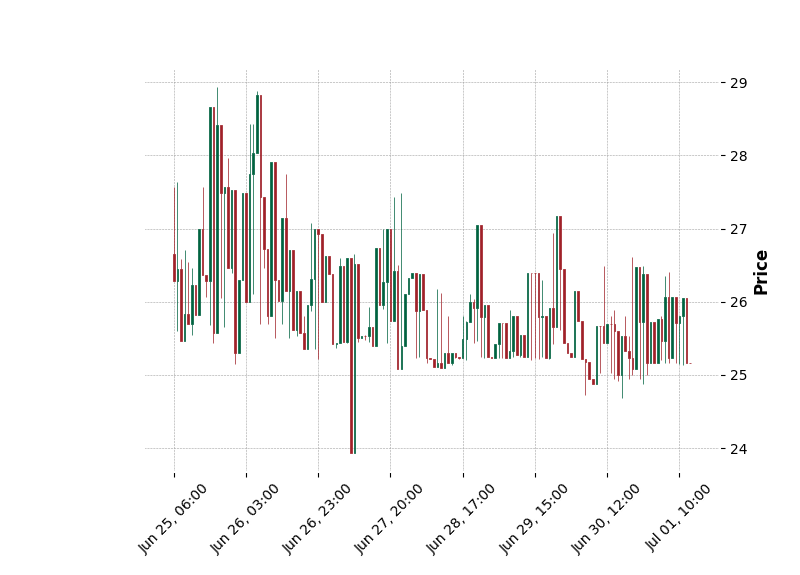 29
28
27
26
25
24
Price
Jun 25, 06:00
Jun 26, 03:00
Jun 26, 23:00
Jun 27, 20:00
Jun 28, 17:00
Jun 29, 15:00
Jun 30, 12:00
Jul 01, 10:00